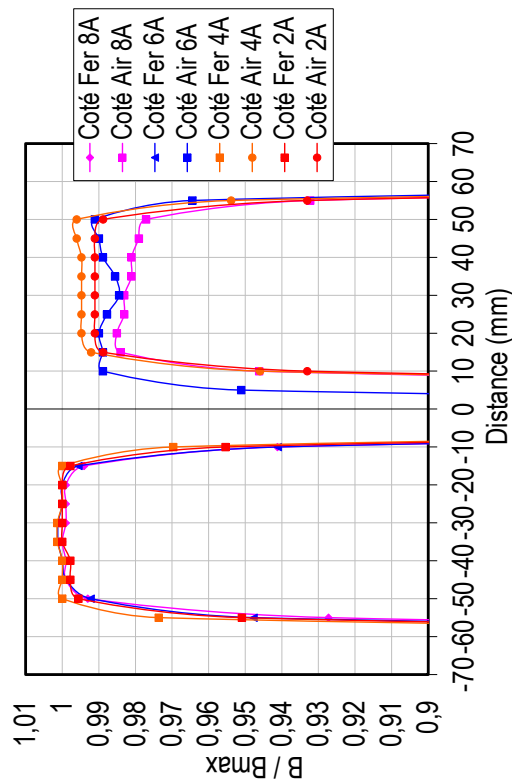 1,01
1
0,99
0,98
0,97
0,96
0,95
0,94
0,93
0,92
0,91
0,9
B / Bmax
-70 -60 -50 -40 -30 -20 -10 0 10 20 30 40 50 60 70
Distance (mm)
Coté Fer 8A
Coté Air 8A
Coté Fer 6A
Coté Air 6A
Coté Fer 4A
Coté Air 4A
Coté Fer 2A
Coté Air 2A